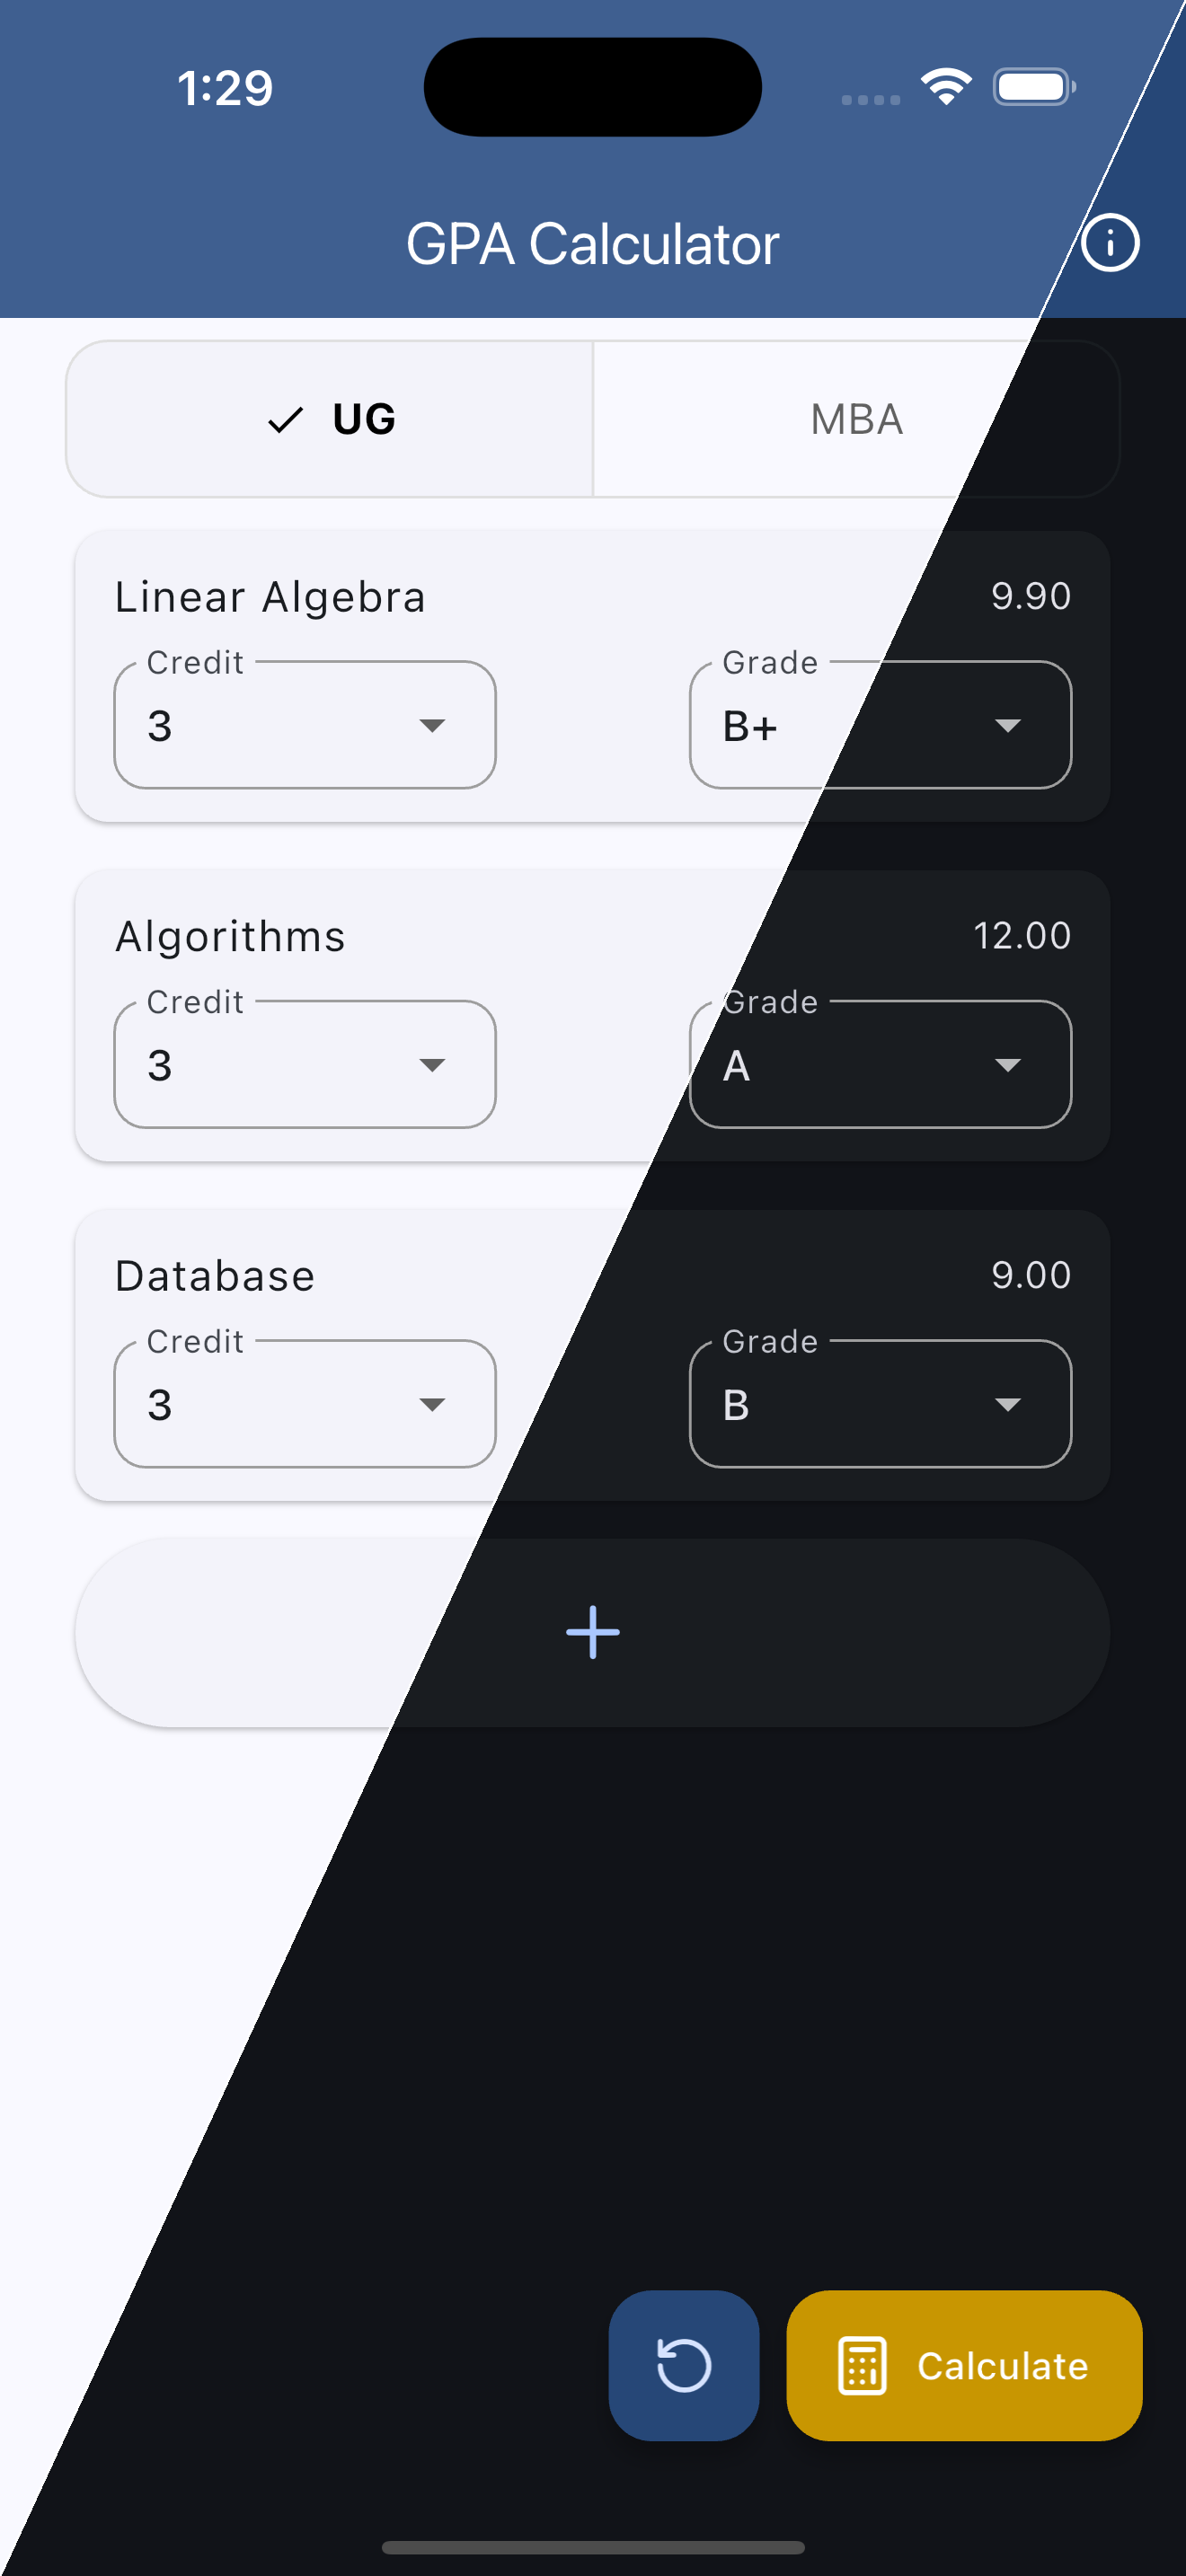 1:29
GPA Calculator
UG MBA
Linear Algebra 9.90
Credit Grade
3 B+
Algorithms 12.00
Credit Grade
3 A
Database 9.00
Credit Grade
3 B
Calculate